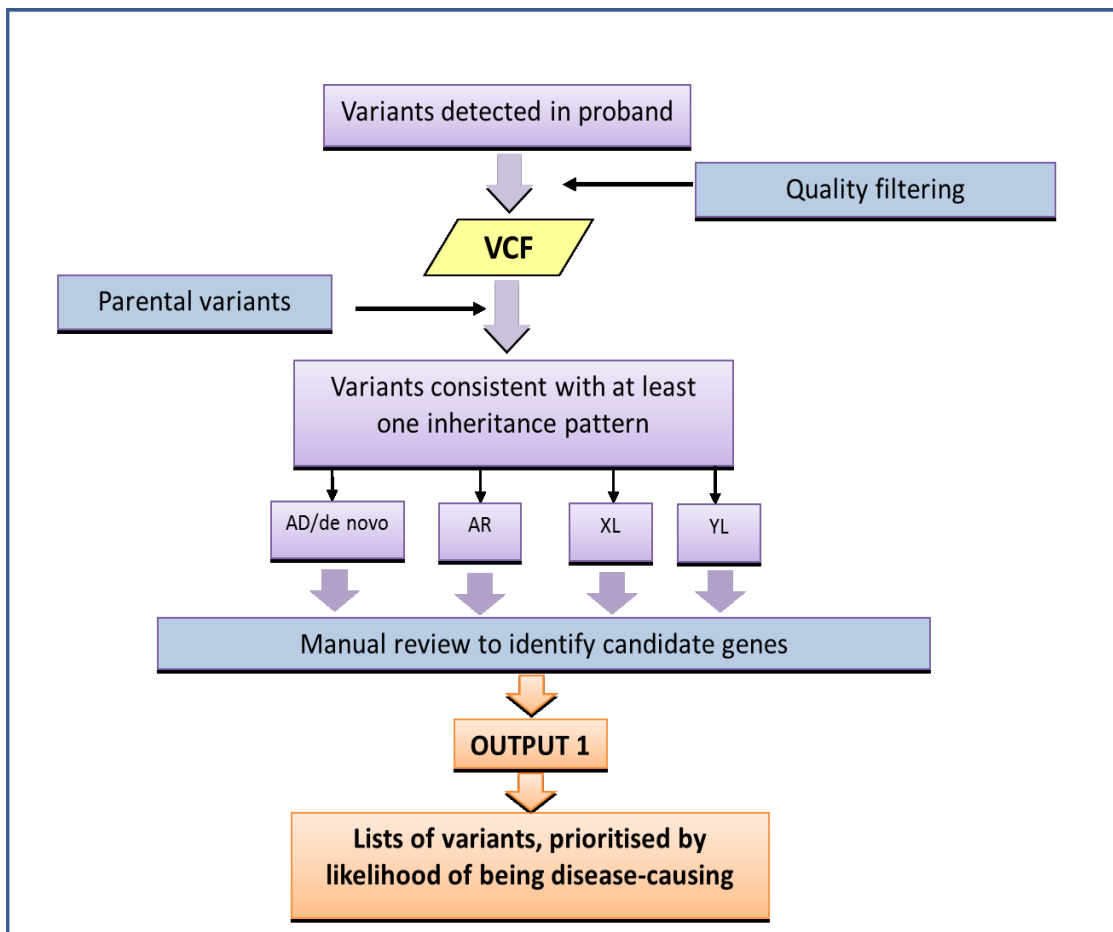 Variants detected in proband
Quality filtering
VCF
Parental variants
Variants consistent with at least
one inheritance pattern
AD/de novo
AR
XL
YL
Manual review to identify candidate genes
OUTPUT 1
Lists of variants, prioritised by
likelihood of being disease-causing